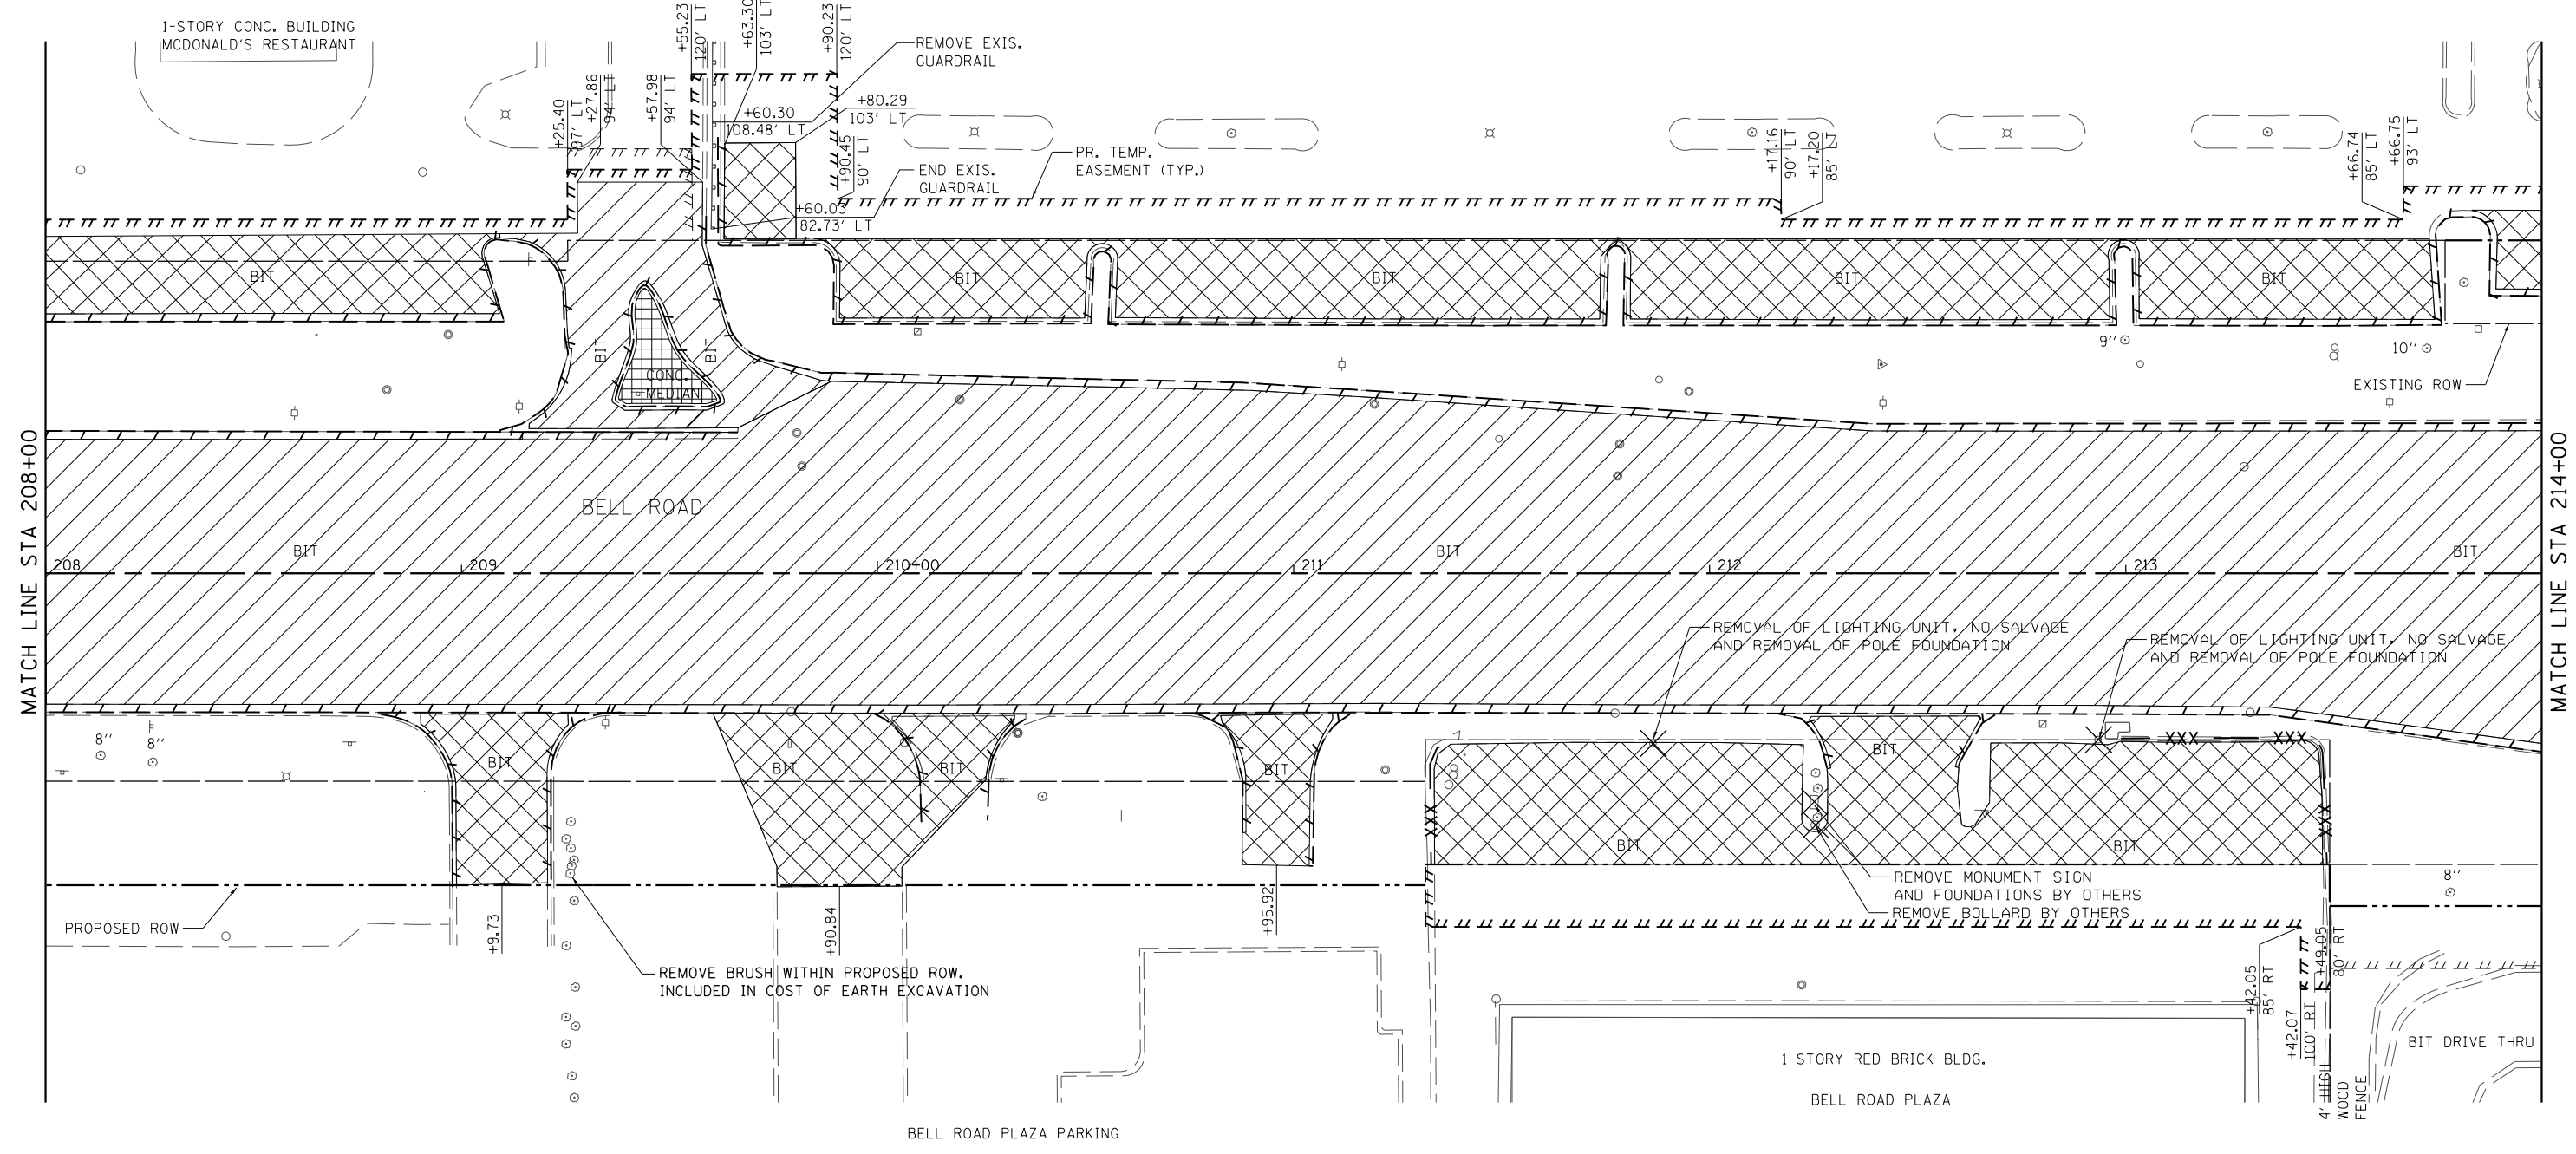 1-STORY CONC. BUILDING
MCDONALD'S RESTAURANT
+25.40
97' LT
+27.86
94' LT
+57.98
94' LT
+55.23
120' LT
+63.30
103' LT
+90.23
120' LT
REMOVE EXIS.
GUARDRAIL
+60.30
108.48' LT
+80.29
103' LT
+90.45
90' LT
END EXIS.
GUARDRAIL
+60.03
82.73' LT
PR. TEMP.
EASEMENT (TYP.)
+17.16
90' LT
+17.20
85' LT
+66.74
85' LT
+66.75
93' LT
BIT
BIT
BIT
BIT
BIT
BIT
BIT
CONC.
MEDIAN
9''
10''
EXISTING ROW
MATCH LINE STA 208+00
MATCH LINE STA 214+00
BELL ROAD
BIT
BIT
BIT
208
209
210+00
211
212
213
REMOVAL OF LIGHTING UNIT, NO SALVAGE
AND REMOVAL OF POLE FOUNDATION
REMOVAL OF LIGHTING UNIT, NO SALVAGE
AND REMOVAL OF POLE FOUNDATION
8''
8''
BIT
BIT
BIT
BIT
BIT
BIT
BIT
REMOVE MONUMENT SIGN
AND FOUNDATIONS BY OTHERS
REMOVE BOLLARD BY OTHERS
8''
PROPOSED ROW
+9.73
+90.84
+95.92
REMOVE BRUSH WITHIN PROPOSED ROW.
INCLUDED IN COST OF EARTH EXCAVATION
+42.05
85' RT
+42.07
100' RT
+49.05
80' RT
1-STORY RED BRICK BLDG.
BELL ROAD PLAZA
BIT DRIVE THRU
4' HIGH
WOOD
FENCE
BELL ROAD PLAZA PARKING